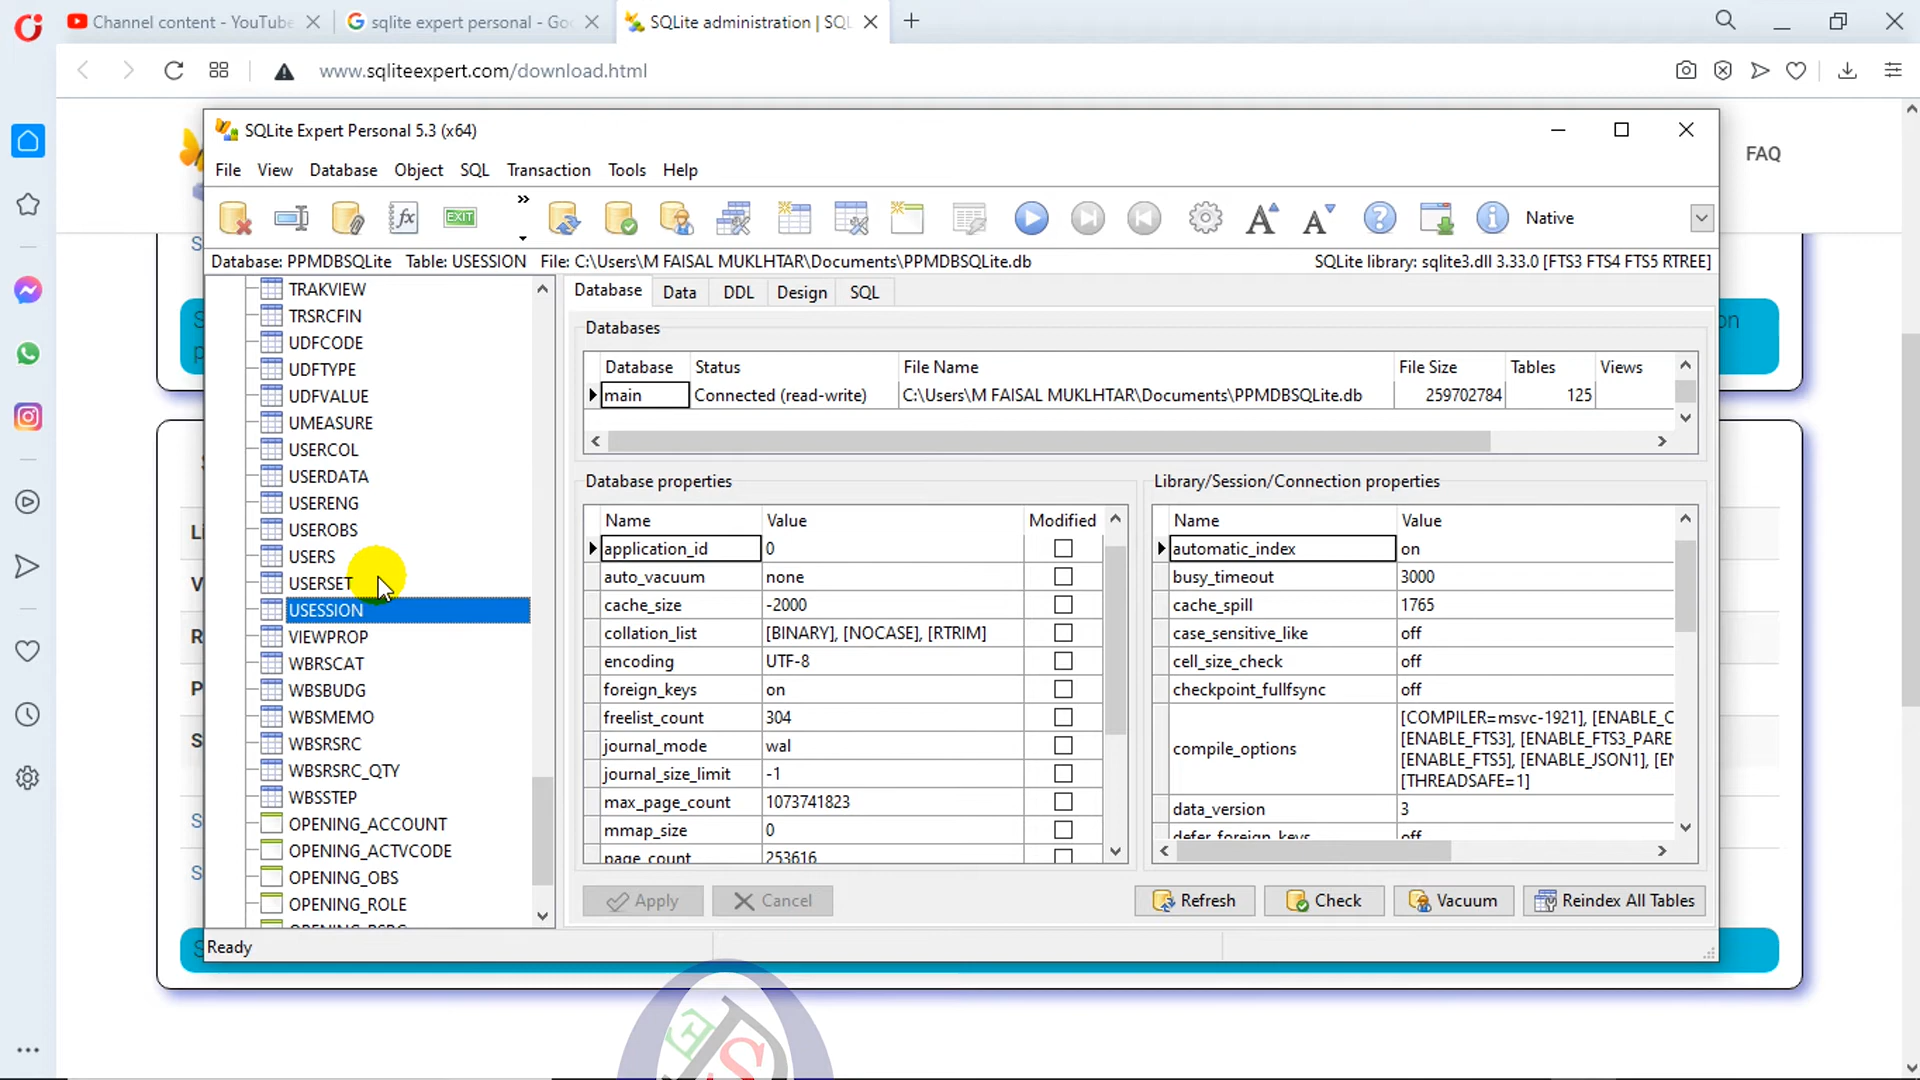 Channel content - YouTube
sqlite expert personal - Goo
SQLite administration | SQL
www.sqliteexpert.com/download.html
FAQ
SQLite Expert Personal 5.3 (x64)
File View Database Object SQL Transaction Tools Help
fx EXIT A A ? i Native
Database: PPMDBSQLite Table: USESSION File: C:\Users\M FAISAL MUKLHTAR\Documents\PPMDBSQLite.db SQLite library: sqlite3.dll 3.33.0 [FTS3 FTS4 FTS5 RTREE]
TRAKVIEW
TRSRCFIN
UDFCODE
UDFTYPE
UDFVALUE
UMEASURE
USERCOL
USERDATA
USERENG
USEROBS
USERS
USERSET
USESSION
VIEWPROP
WBRSCAT
WBSBUDG
WBSMEMO
WBSRSRC
WBSRSRC_QTY
WBSSTEP
OPENING_ACCOUNT
OPENING_ACTVCODE
OPENING_OBS
OPENING_ROLE
Database Data DDL Design SQL
Databases
Database Status File Name File Size Tables Views
main Connected (read-write) C:\Users\M FAISAL MUKLHTAR\Documents\PPMDBSQLite.db 259702784 125
Database properties
Name Value Modified
application_id 0
auto_vacuum none
cache_size -2000
collation_list [BINARY], [NOCASE], [RTRIM]
encoding UTF-8
foreign_keys on
freelist_count 304
journal_mode wal
journal_size_limit -1
max_page_count 1073741823
mmap_size 0
page_count 253616
Library/Session/Connection properties
Name Value
automatic_index on
busy_timeout 3000
cache_spill 1765
case_sensitive_like off
cell_size_check off
checkpoint_fullfsync off
compile_options [COMPILER=msvc-1921], [ENABLE_C
[ENABLE_FTS3], [ENABLE_FTS3_PARE
[ENABLE_FTS5], [ENABLE_JSON1], [EN
[THREADSAFE=1]
data_version 3
defer_foreign_keys off
Apply Cancel Refresh Check Vacuum Reindex All Tables
Ready